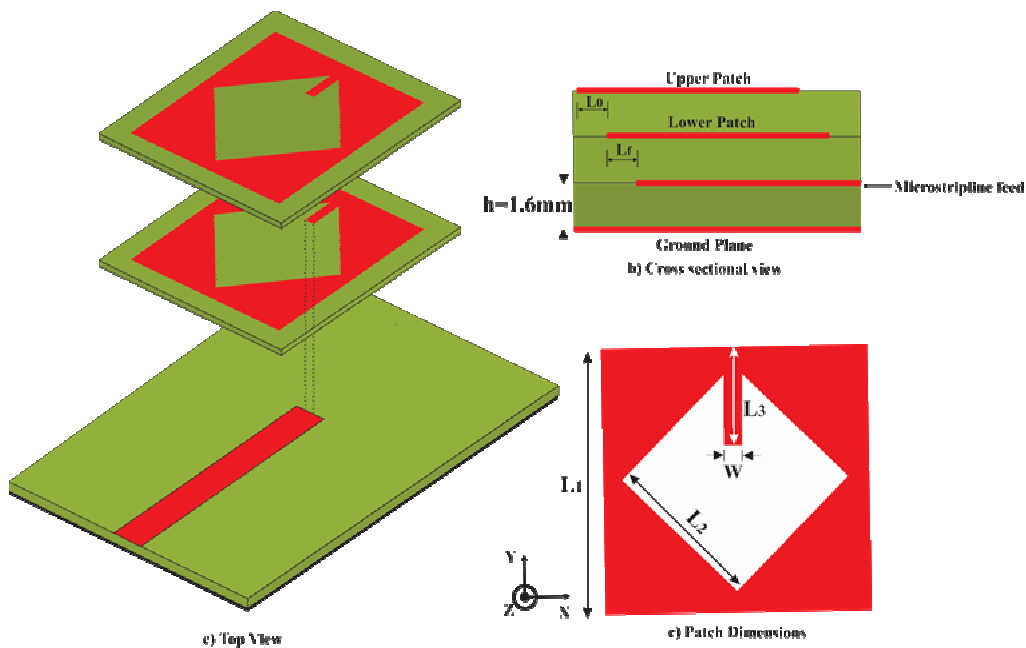 Upper Patch
Lo
Lower Patch
Lf
h=1.6mm
Microstripline feed
Ground Plane
b) Cross sectional view
L3
W
L1
L2
Y
Z
X
c) Top View
c) Patch Dimensions